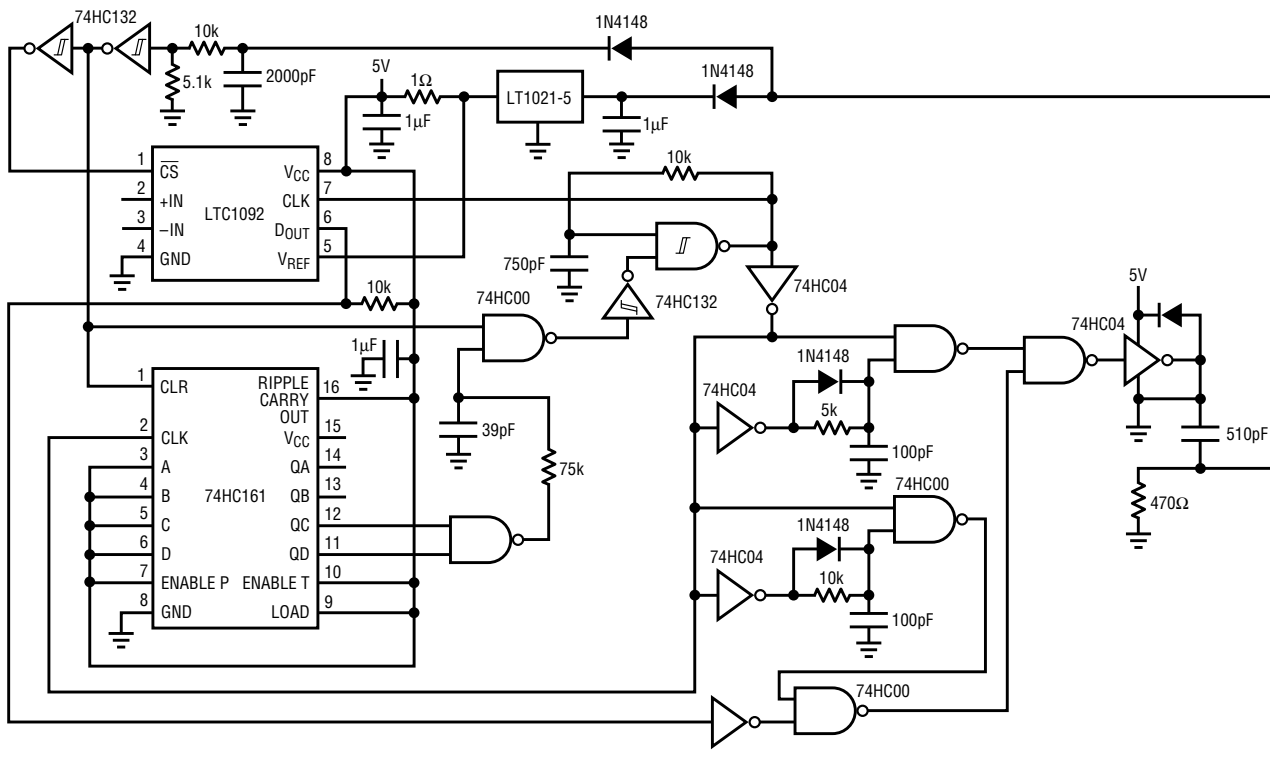 74HC132
10k
5.1k
2000pF
1N4148
5V
1Ω
1µF
LT1021-5
1µF
1N4148
1 CS VCC 8
2 +IN CLK 7
3 –IN DOUT 6
4 GND VREF 5
LTC1092
10k
750pF
74HC132
74HC04
10k
74HC00
1µF
39pF
75k
1 CLR RIPPLE CARRY OUT 16
2 CLK VCC 15
3 A QA 14
4 B QB 13
5 C QC 12
6 D QD 11
7 ENABLE P ENABLE T 10
8 GND LOAD 9
74HC161
1N4148
74HC04
5k
100pF
74HC00
1N4148
74HC04
10k
100pF
74HC00
5V
74HC04
510pF
470Ω